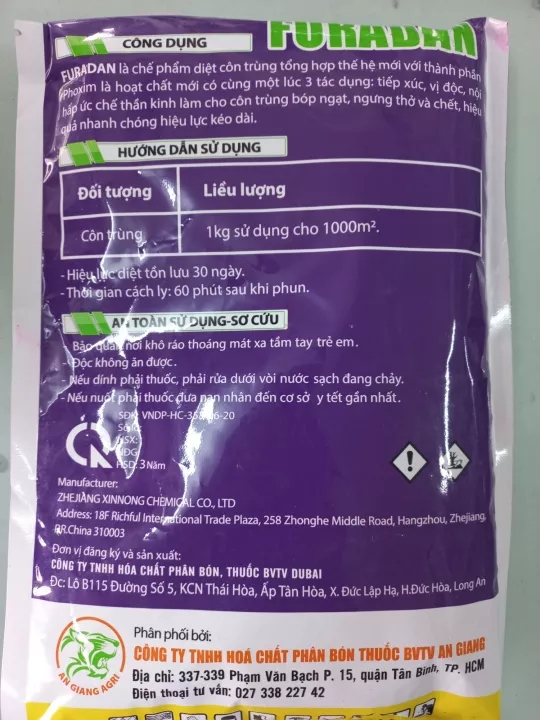 FURADAN
CÔNG DỤNG
FURADAN là chế phẩm diệt côn trùng tổng hợp thế hệ mới với thành phần
Phoxim là hoạt chất mới có cùng một lúc 3 tác dụng: tiếp xúc, vị độc, nội
hấp ức chế thần kinh làm cho côn trùng bóp ngạt, ngưng thở và chết, hiệu
quả nhanh chóng hiệu lực kéo dài.
HƯỚNG DẪN SỬ DỤNG
Đối tượng Liều lượng
Côn trùng 1kg sử dụng cho 1000m².
- Hiệu lực diệt tồn lưu 30 ngày.
- Thời gian cách ly: 60 phút sau khi phun.
AN TOÀN SỬ DỤNG-SƠ CỨU
- Bảo quản nơi khô ráo thoáng mát xa tầm tay trẻ em.
- Độc không ăn được.
- Nếu dính phải thuốc, phải rửa dưới vòi nước sạch đang chảy.
- Nếu nuốt phải thuốc đưa nạn nhân đến cơ sở y tết gần nhất.
SĐK: VNDP-HC-35
6-20
NSX:
HSD: 3 Năm
Manufacturer:
ZHEJIANG XINNONG CHEMICAL CO., LTD
Address: 18F Richful International Trade Plaza, 258 Zhonghe Middle Road, Hangzhou, Zhejiang,
P.R.China 310003
Đơn vị đăng ký và sản xuất:
CÔNG TY TNHH HÓA CHẤT PHÂN BÓN, THUỐC BVTV DUBAI
Đc: Lô B115 Đường Số 5, KCN Thái Hòa, Ấp Tân Hòa, X. Đức Lập Hạ, H.Đức Hòa, Long An
AN GIANG AGRI
Phân phối bởi:
CÔNG TY TNHH HOÁ CHẤT PHÂN BÓN THUỐC BVTV AN GIANG
Địa chỉ: 337-339 Phạm Văn Bạch P. 15, quận Tân Bình, TP. HCM
Điện thoại tư vấn: 027 338 227 42